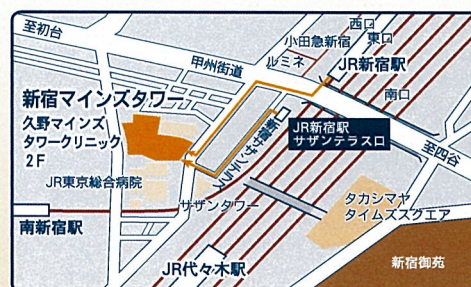 至初台
西口
小田急新宿
東口
ルミネ
JR新宿駅
甲州街道
南口
新宿マインズタワー
久野マインズ
タワークリニック
2F
JR新宿駅
サザンテラス口
新宿サザンテラス
至四谷
JR東京総合病院
サザンタワー
タカシマヤ
タイムズスクエア
南新宿駅
JR代々木駅
新宿御苑